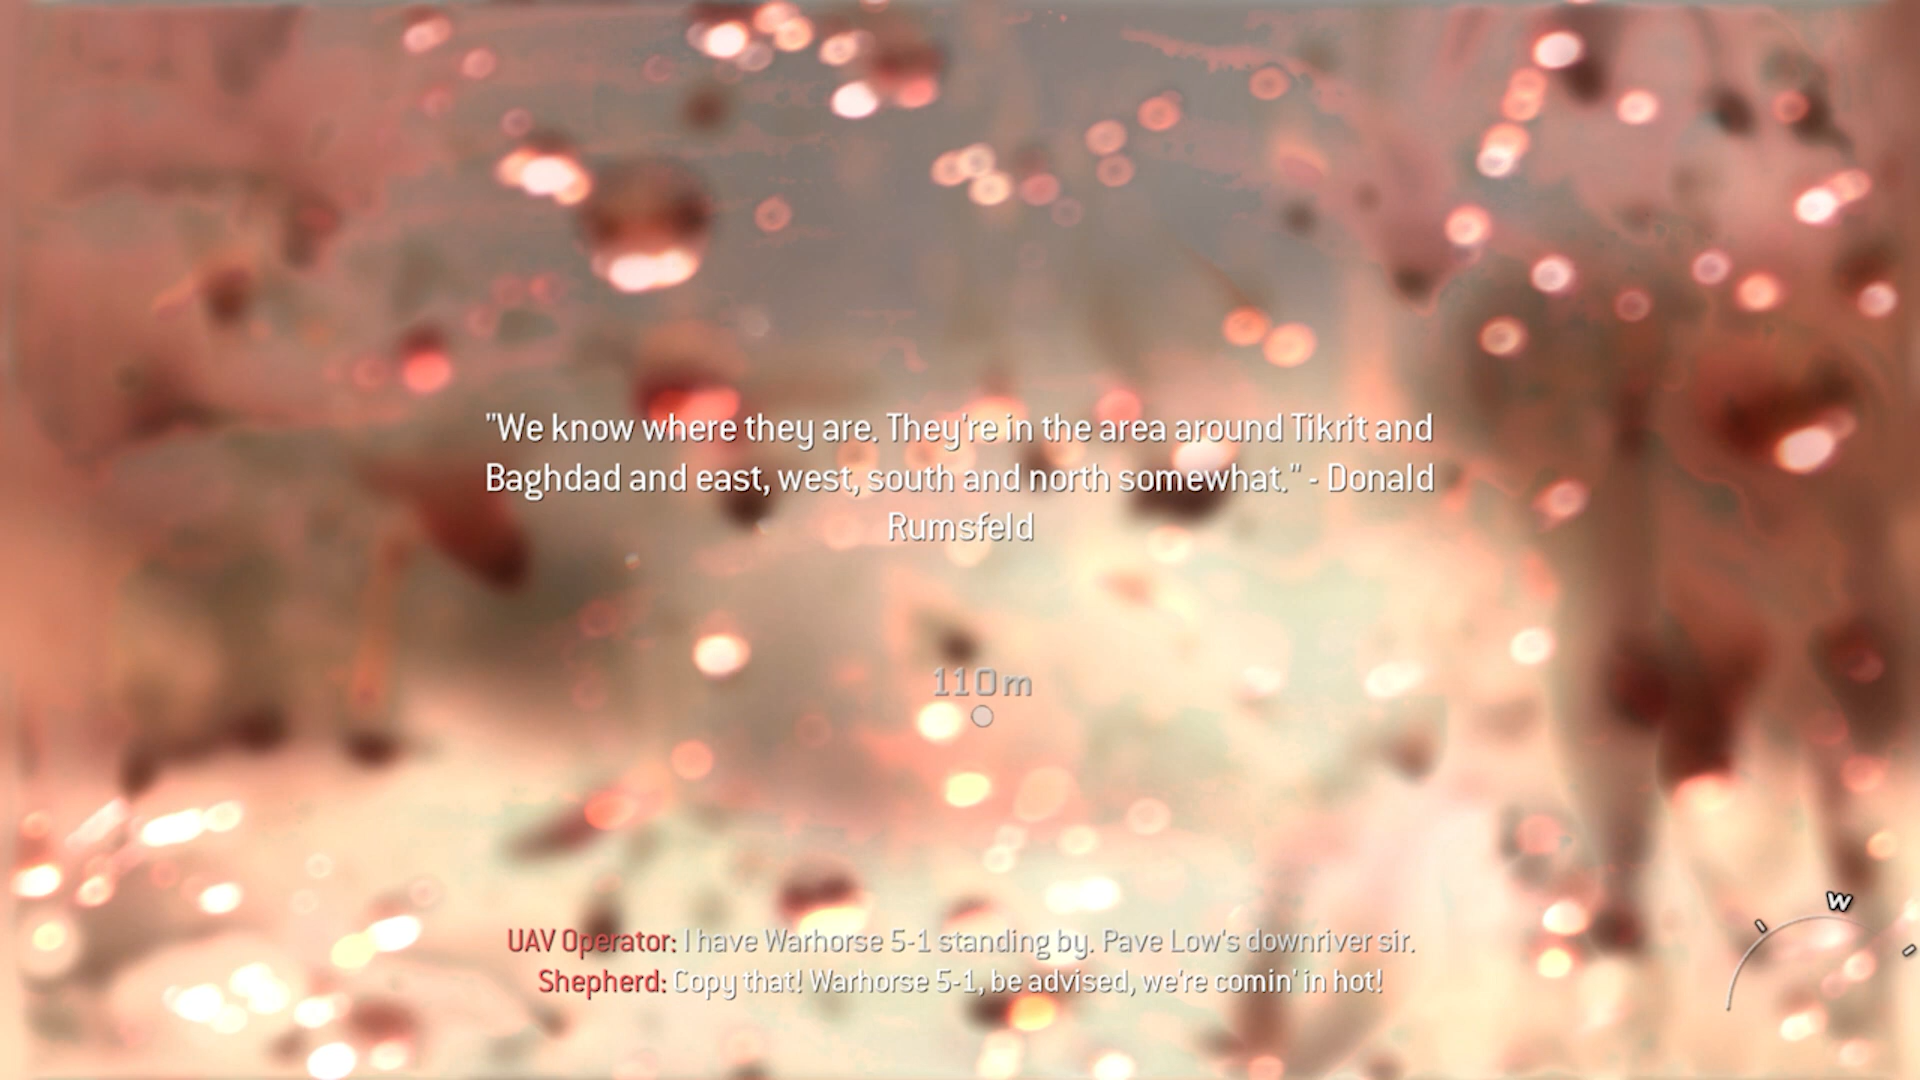 "We know where they are. They're in the area around Tikrit and
Baghdad and east, west, south and north somewhat." - Donald
Rumsfeld
110m
W
UAV Operator: I have Warhorse 5-1 standing by. Pave Low's downriver sir.
Shepherd: Copy that! Warhorse 5-1, be advised, we're comin' in hot!